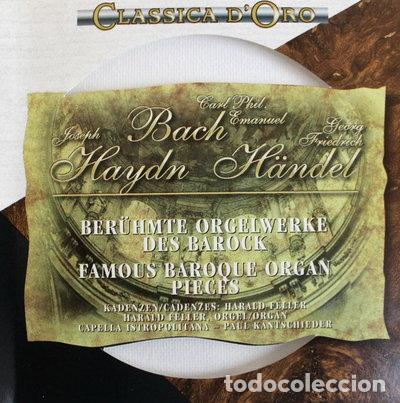 CLASSICA D'ORO
Carl Phil.
Emanuel
Bach
Joseph
Haydn
Georg
Friedrich
Händel
BERÜHMTE ORGELWERKE
DES BAROCK
FAMOUS BAROQUE ORGAN
PIECES
KADENZEN/CADENZES: HARALD FELLER
HARALD FELLER, ORGEL/ORGAN
CAPELLA ISTROPOLITANA – PAUL KANTSCHIEDER
todocoleccion